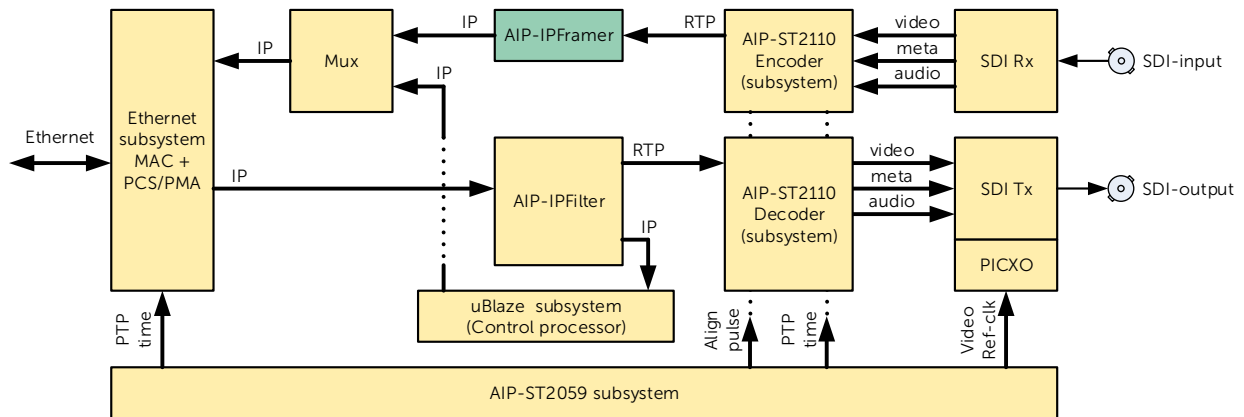 IP
AIP-IPFramer
RTP
AIP-ST2110
Encoder
(subsystem)
video
meta
audio
SDI Rx
SDI-input
Mux
IP
IP
Ethernet
Ethernet
subsystem
MAC +
PCS/PMA
IP
AIP-IPFilter
RTP
IP
AIP-ST2110
Decoder
(subsystem)
video
meta
audio
SDI Tx
SDI-output
PICXO
uBlaze subsystem
(Control processor)
PTP
time
Align
pulse
PTP
time
Video
Ref-clk
AIP-ST2059 subsystem